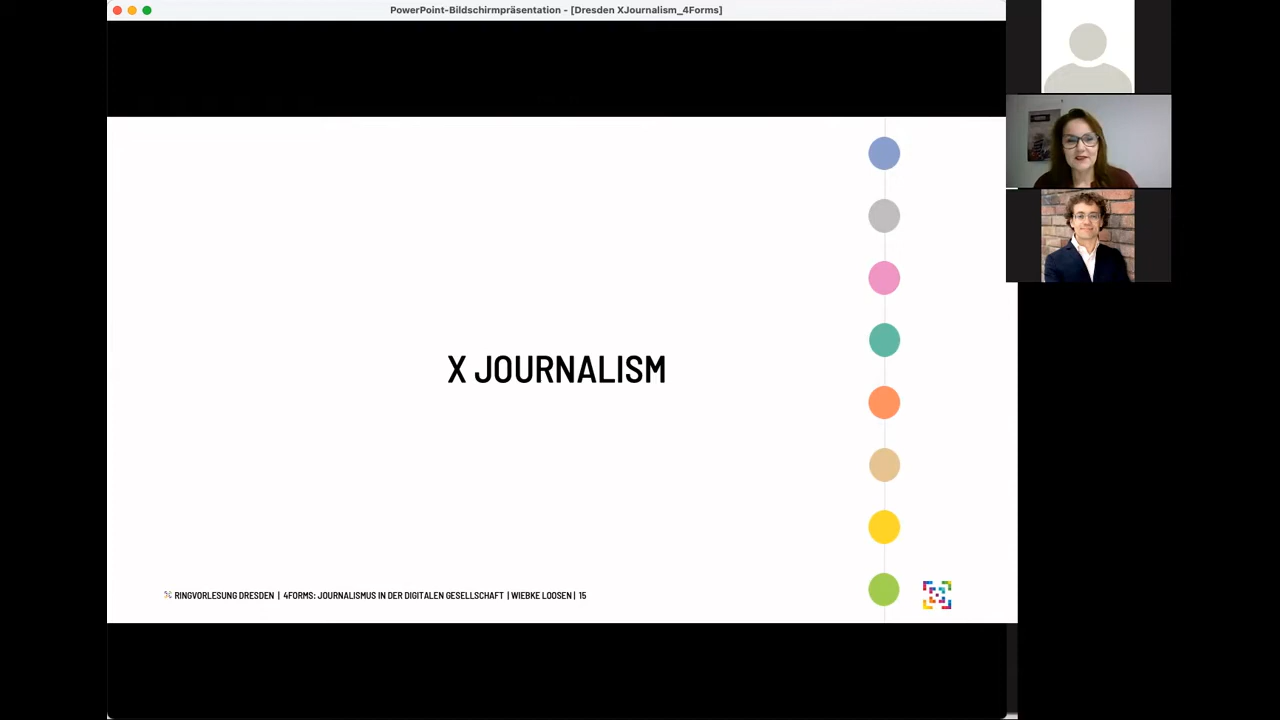 PowerPoint-Bildschirmpräsentation - [Dresden XJournalism_4Forms]
X JOURNALISM
RINGVORLESUNG DRESDEN | 4FORMS: JOURNALISMUS IN DER DIGITALEN GESELLSCHAFT | WIEBKE LOOSEN | 15